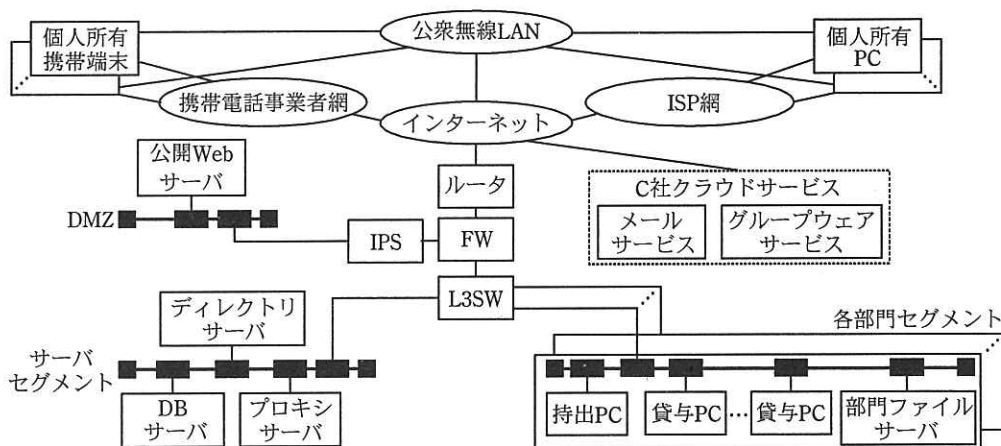 公衆無線LAN
個人所有
携帯端末
個人所有
PC
携帯電話事業者網
インターネット
ISP網
公開Web
サーバ
ルータ
C社クラウドサービス
メール
サービス
グループウェア
サービス
DMZ
IPS
FW
L3SW
ディレクトリ
サーバ
各部門セグメント
サーバ
セグメント
DB
サーバ
プロキシ
サーバ
持出PC
貸与PC
…
貸与PC
部門ファイル
サーバ